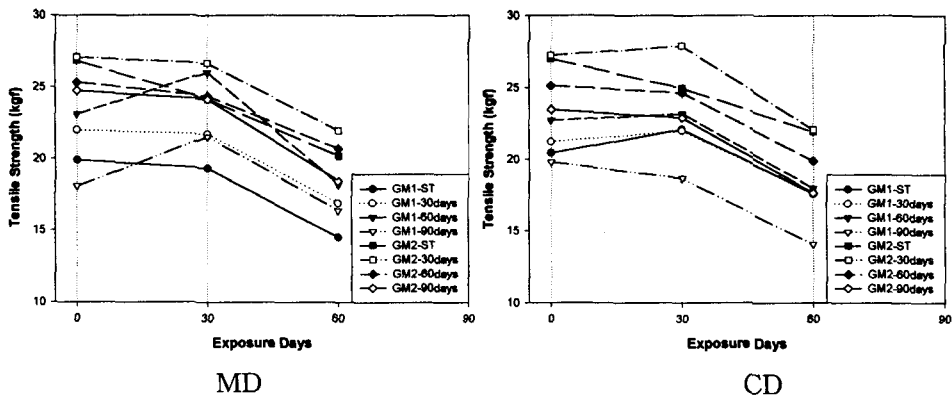 30
25
20
15
10
Tensile Strength (kgf)
0
30
60
90
Exposure Days
GM1-ST
GM1-30days
GM1-60days
GM1-90days
GM2-ST
GM2-30days
GM2-60days
GM2-90days
MD
30
25
20
15
10
Tensile Strength (kgf)
0
30
60
90
Exposure Days
GM1-ST
GM1-30days
GM1-60days
GM1-90days
GM2-ST
GM2-30days
GM2-60days
GM2-90days
CD